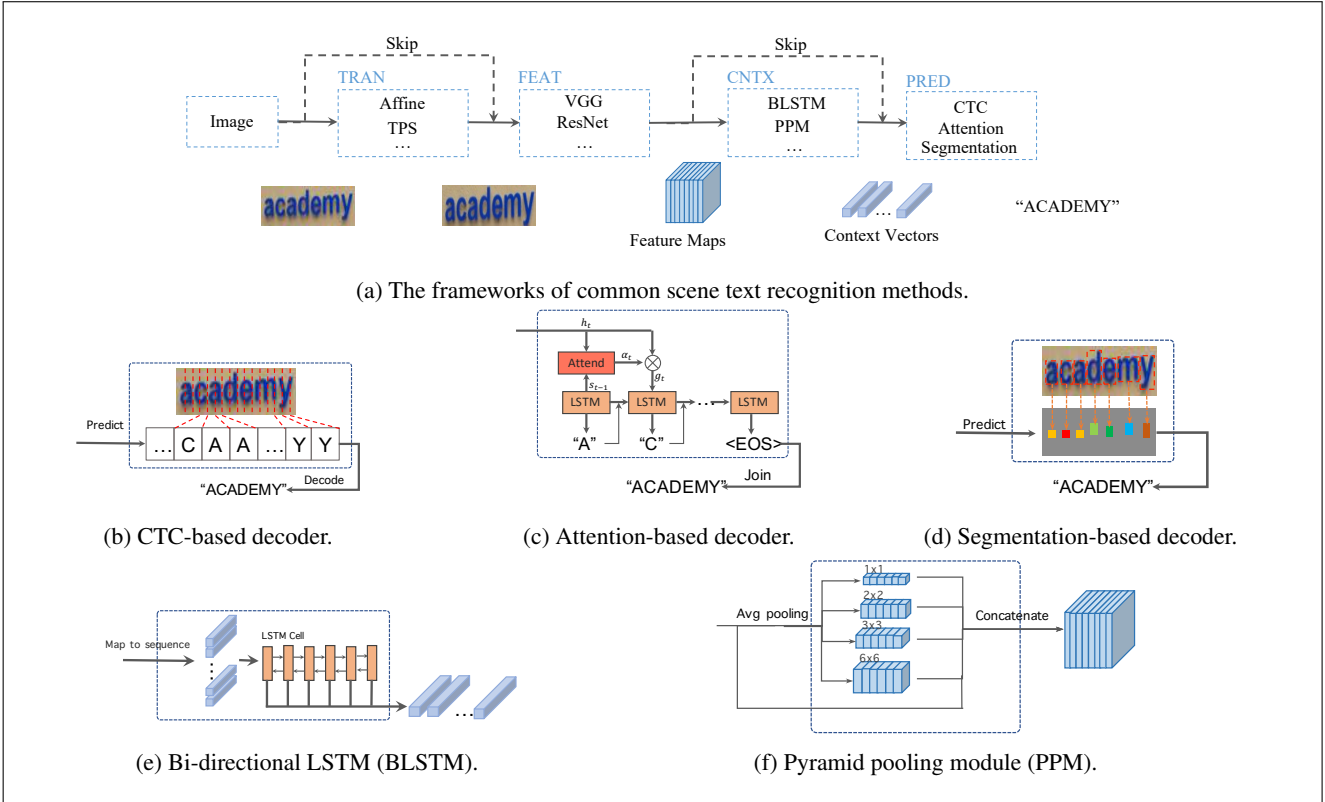 Skip
Skip
TRAN
FEAT
CNTX
PRED
Image
Affine
TPS
…
VGG
ResNet
…
BLSTM
PPM
…
CTC
Attention
Segmentation
academy
academy
…
"ACADEMY"
Feature Maps
Context Vectors
(a) The frameworks of common scene text recognition methods.
academy
Predict
… C A A … Y Y
Decode
"ACADEMY"
(b) CTC-based decoder.
h_t
Attend
α_t
g_t
s_{t−1}
LSTM
LSTM
…
LSTM
"A"
"C"
<EOS>
Join
"ACADEMY"
(c) Attention-based decoder.
academy
Predict
"ACADEMY"
(d) Segmentation-based decoder.
Map to sequence
LSTM Cell
…
(e) Bi-directional LSTM (BLSTM).
Avg pooling
1x1
2x2
3x3
6x6
Concatenate
(f) Pyramid pooling module (PPM).